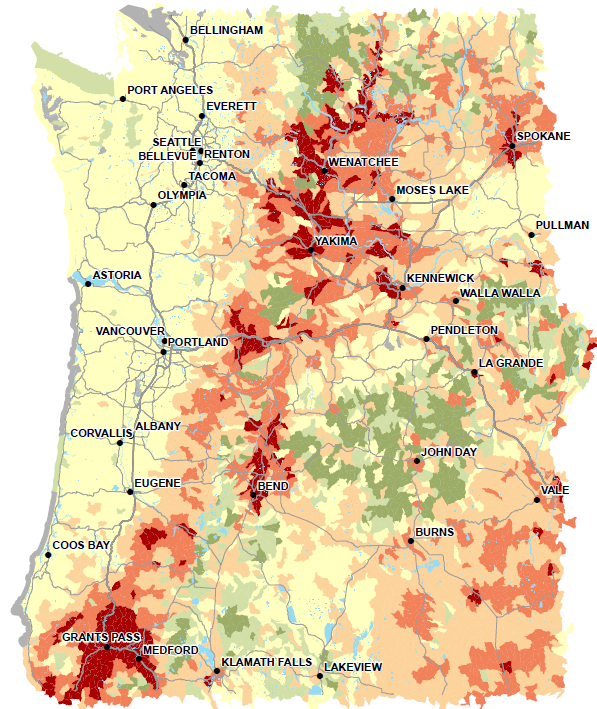 BELLINGHAM
PORT ANGELES
EVERETT
SEATTLE
BELLEVUE
RENTON
SPOKANE
WENATCHEE
TACOMA
MOSES LAKE
OLYMPIA
PULLMAN
YAKIMA
ASTORIA
KENNEWICK
WALLA WALLA
VANCOUVER
PENDLETON
PORTLAND
LA GRANDE
ALBANY
CORVALLIS
JOHN DAY
EUGENE
BEND
VALE
BURNS
COOS BAY
GRANTS PASS
MEDFORD
KLAMATH FALLS
LAKEVIEW